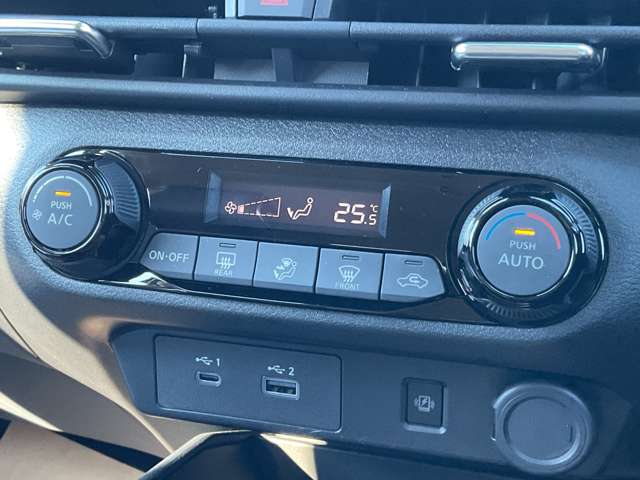 PUSH
A/C
25.5
°C
PUSH
AUTO
ON·OFF
REAR
FRONT
1
2